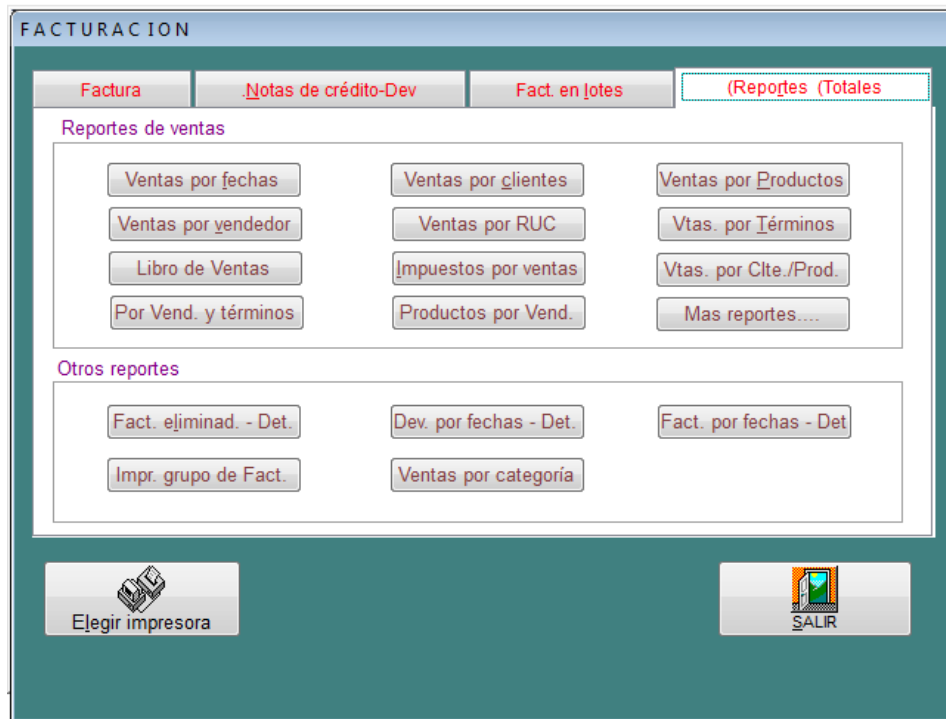 FACTURACION
Factura
.Notas de crédito-Dev
Fact. en lotes
(Reportes (Totales
Reportes de ventas
Ventas por fechas
Ventas por clientes
Ventas por Productos
Ventas por vendedor
Ventas por RUC
Vtas. por Términos
Libro de Ventas
Impuestos por ventas
Vtas. por Clte./Prod.
Por Vend. y términos
Productos por Vend.
Mas reportes....
Otros reportes
Fact. eliminad. - Det.
Dev. por fechas - Det.
Fact. por fechas - Det
Impr. grupo de Fact.
Ventas por categoría
Elegir impresora
SALIR